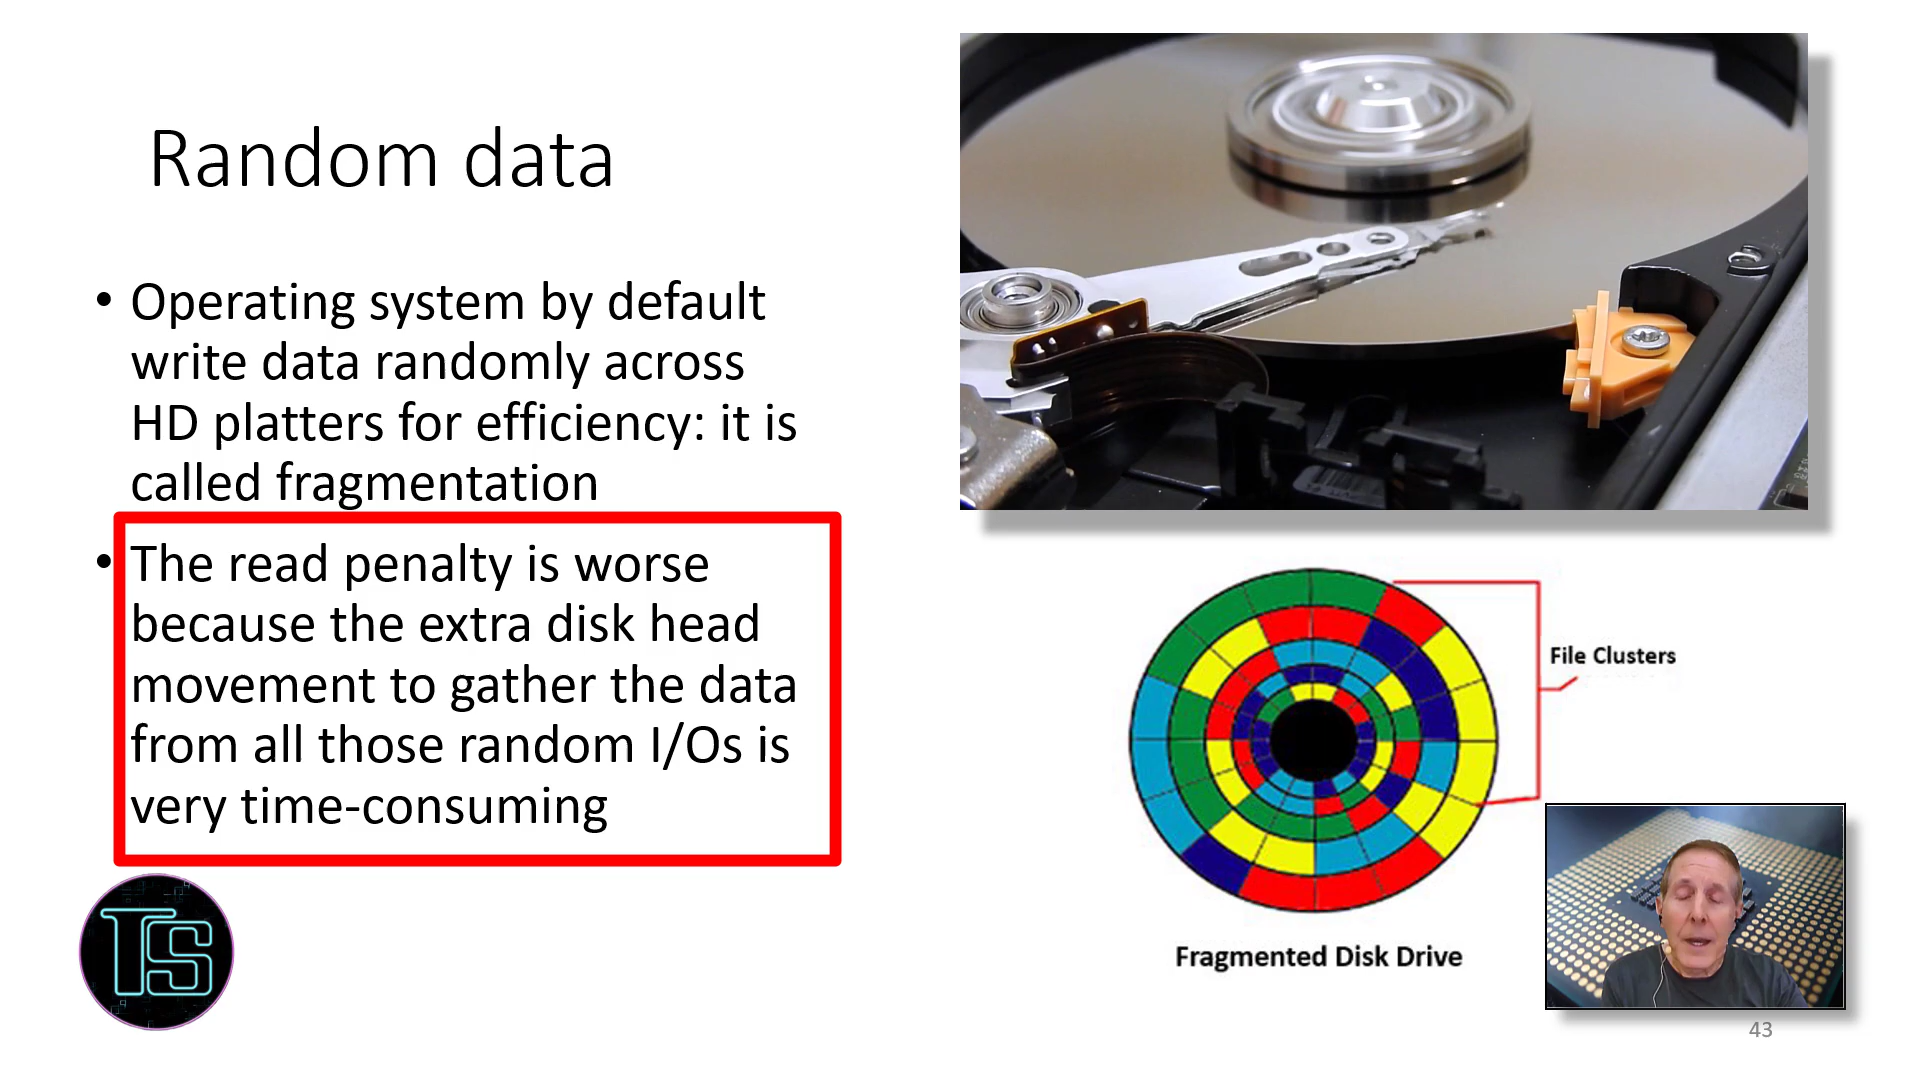 Random data
• Operating system by default
write data randomly across
HD platters for efficiency: it is
called fragmentation
• The read penalty is worse
because the extra disk head
movement to gather the data
from all those random I/Os is
very time-consuming
File Clusters
Fragmented Disk Drive
TS
43